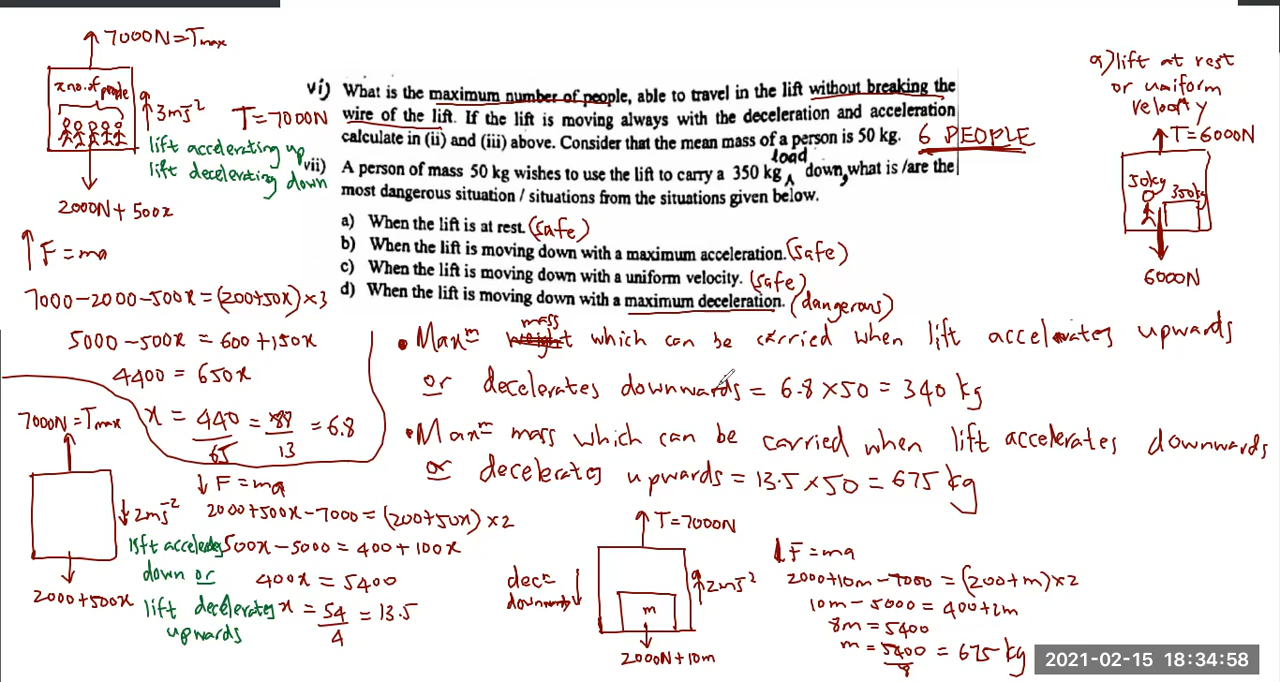 7000N = Tmax
x no. of people
3ms⁻²
T = 7000N
lift accelerating up
lift decelerating down
2000N + 500x
vi) What is the maximum number of people, able to travel in the lift without breaking the
wire of the lift. If the lift is moving always with the deceleration and acceleration
calculate in (ii) and (iii) above. Consider that the mean mass of a person is 50 kg. 6 PEOPLE
vii) A person of mass 50 kg wishes to use the lift to carry a 350 kg load down, what is /are the
most dangerous situation / situations from the situations given below.
a) When the lift is at rest. (safe)
b) When the lift is moving down with a maximum acceleration. (safe)
c) When the lift is moving down with a uniform velocity. (safe)
d) When the lift is moving down with a maximum deceleration. (dangerous)
a) lift at rest
or uniform
velocity
T = 6000N
50kg
350kg
6000N
↑ F = ma
7000 - 2000 - 500x = (200 + 50x) × 3
5000 - 500x = 600 + 150x
4400 = 650x
x = 440/65 = 88/13 = 6.8
• Maxᵐ mass which can be carried when lift accelerates upwards
or decelerates downwards = 6.8 × 50 = 340 kg
• Maxᵐ mass which can be carried when lift accelerates downwards
or decelerates upwards = 13.5 × 50 = 675 kg
7000N = Tmax
↓ 2ms⁻²
lift accelerates
down or
lift decelerates
upwards
2000 + 500x
↓ F = ma
2000 + 500x - 7000 = (200 + 50x) × 2
500x - 5000 = 400 + 100x
400x = 5400
x = 54/4 = 13.5
T = 7000N
decⁿ
downwards
a
2ms⁻²
m
2000N + 10m
↓ F = ma
2000 + 10m - 7000 = (200 + m) × 2
10m - 5000 = 400 + 2m
8m = 5400
m = 5400/8 = 675 kg
2021-02-15 18:34:58